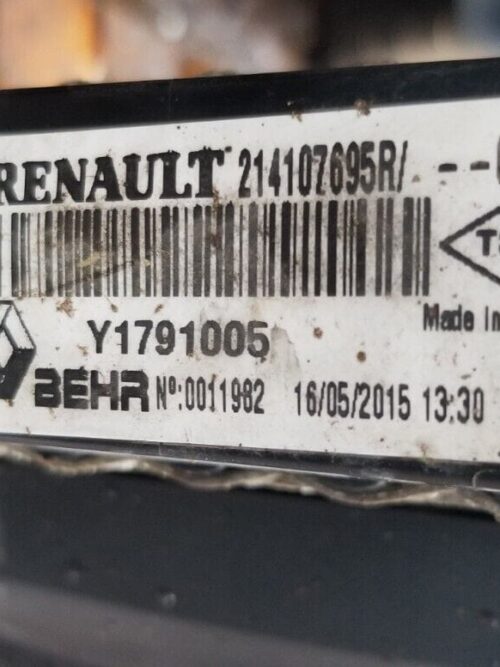 RENAULT 214107695R/ --
Made in
Y1791005
BEHR Nº:0011982 16/05/2015 13:30